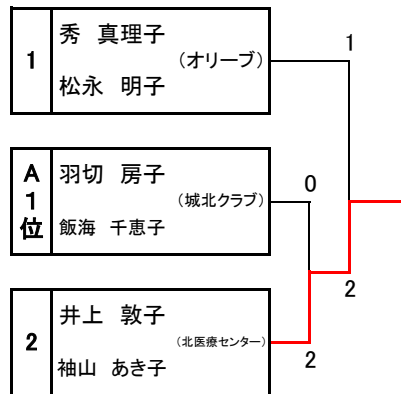 1
秀 真理子
(オリーブ)
松永 明子
1
A1位
羽切 房子
(城北クラブ)
飯海 千恵子
0
2
井上 敦子
(北医療センター)
袖山 あき子
2
2